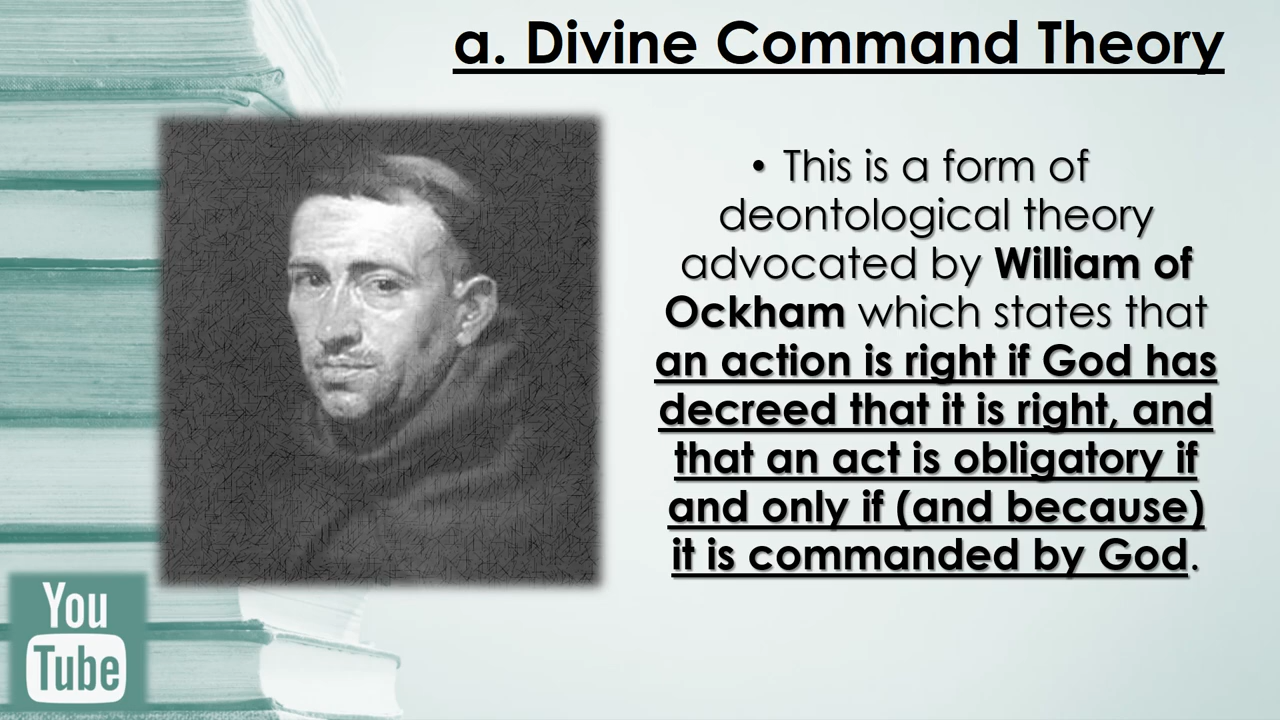 a. Divine Command Theory
• This is a form of
deontological theory
advocated by William of
Ockham which states that
an action is right if God has
decreed that it is right, and
that an act is obligatory if
and only if (and because)
it is commanded by God.
You
Tube